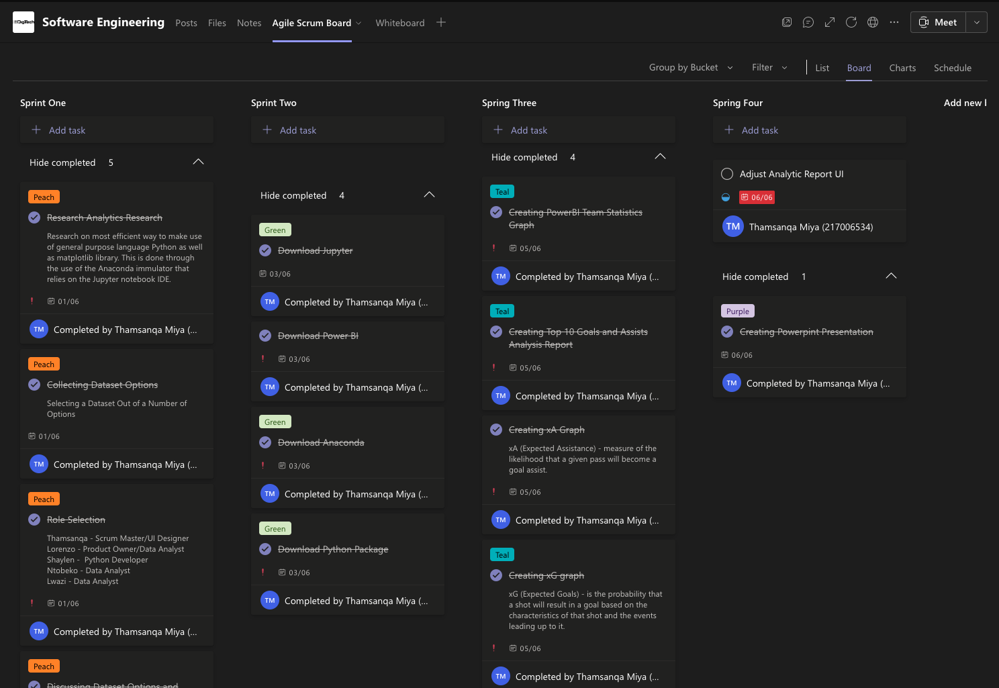 DigTech
Software Engineering
Posts
Files
Notes
Agile Scrum Board
Whiteboard
Meet
Group by Bucket
Filter
List
Board
Charts
Schedule
Sprint One
Add task
Hide completed 5
Peach
Research Analytics Research
Research on most efficient way to make use
of general purpose language Python as well
as matplotlib library. This is done through
the use of the Anaconda immulator that
relies on the Jupyter notebook IDE.
! 01/06
TM Completed by Thamsanqa Miya (...
Peach
Collecting Dataset Options
Selecting a Dataset Out of a Number of
Options
01/06
TM Completed by Thamsanqa Miya (...
Peach
Role Selection
Thamsanqa - Scrum Master/UI Designer
Lorenzo - Product Owner/Data Analyst
Shaylen -  Python Developer
Ntobeko - Data Analyst
Lwazi - Data Analyst
! 01/06
TM Completed by Thamsanqa Miya (...
Peach
Discussing Dataset Options and
Sprint Two
Add task
Hide completed 4
Green
Download Jupyter
03/06
TM Completed by Thamsanqa Miya (...
Download Power BI
! 03/06
TM Completed by Thamsanqa Miya (...
Green
Download Anaconda
! 03/06
TM Completed by Thamsanqa Miya (...
Green
Download Python Package
! 03/06
TM Completed by Thamsanqa Miya (...
Spring Three
Add task
Hide completed 4
Teal
Creating PowerBI Team Statistics
Graph
! 05/06
TM Completed by Thamsanqa Miya (...
Teal
Creating Top 10 Goals and Assists
Analysis Report
! 05/06
TM Completed by Thamsanqa Miya (...
Creating xA Graph
xA (Expected Assistance) - measure of the
likelihood that a given pass will become a
goal assist.
! 05/06
TM Completed by Thamsanqa Miya (...
Teal
Creating xG graph
xG (Expected Goals) - is the probability that
a shot will result in a goal based on the
characteristics of that shot and the events
leading up to it.
! 05/06
TM Completed by Thamsanqa Miya (...
Spring Four
Add task
Adjust Analytic Report UI
06/06
TM Thamsanqa Miya (217006534)
Hide completed 1
Purple
Creating Powerpint Presentation
06/06
TM Completed by Thamsanqa Miya (...
Add new